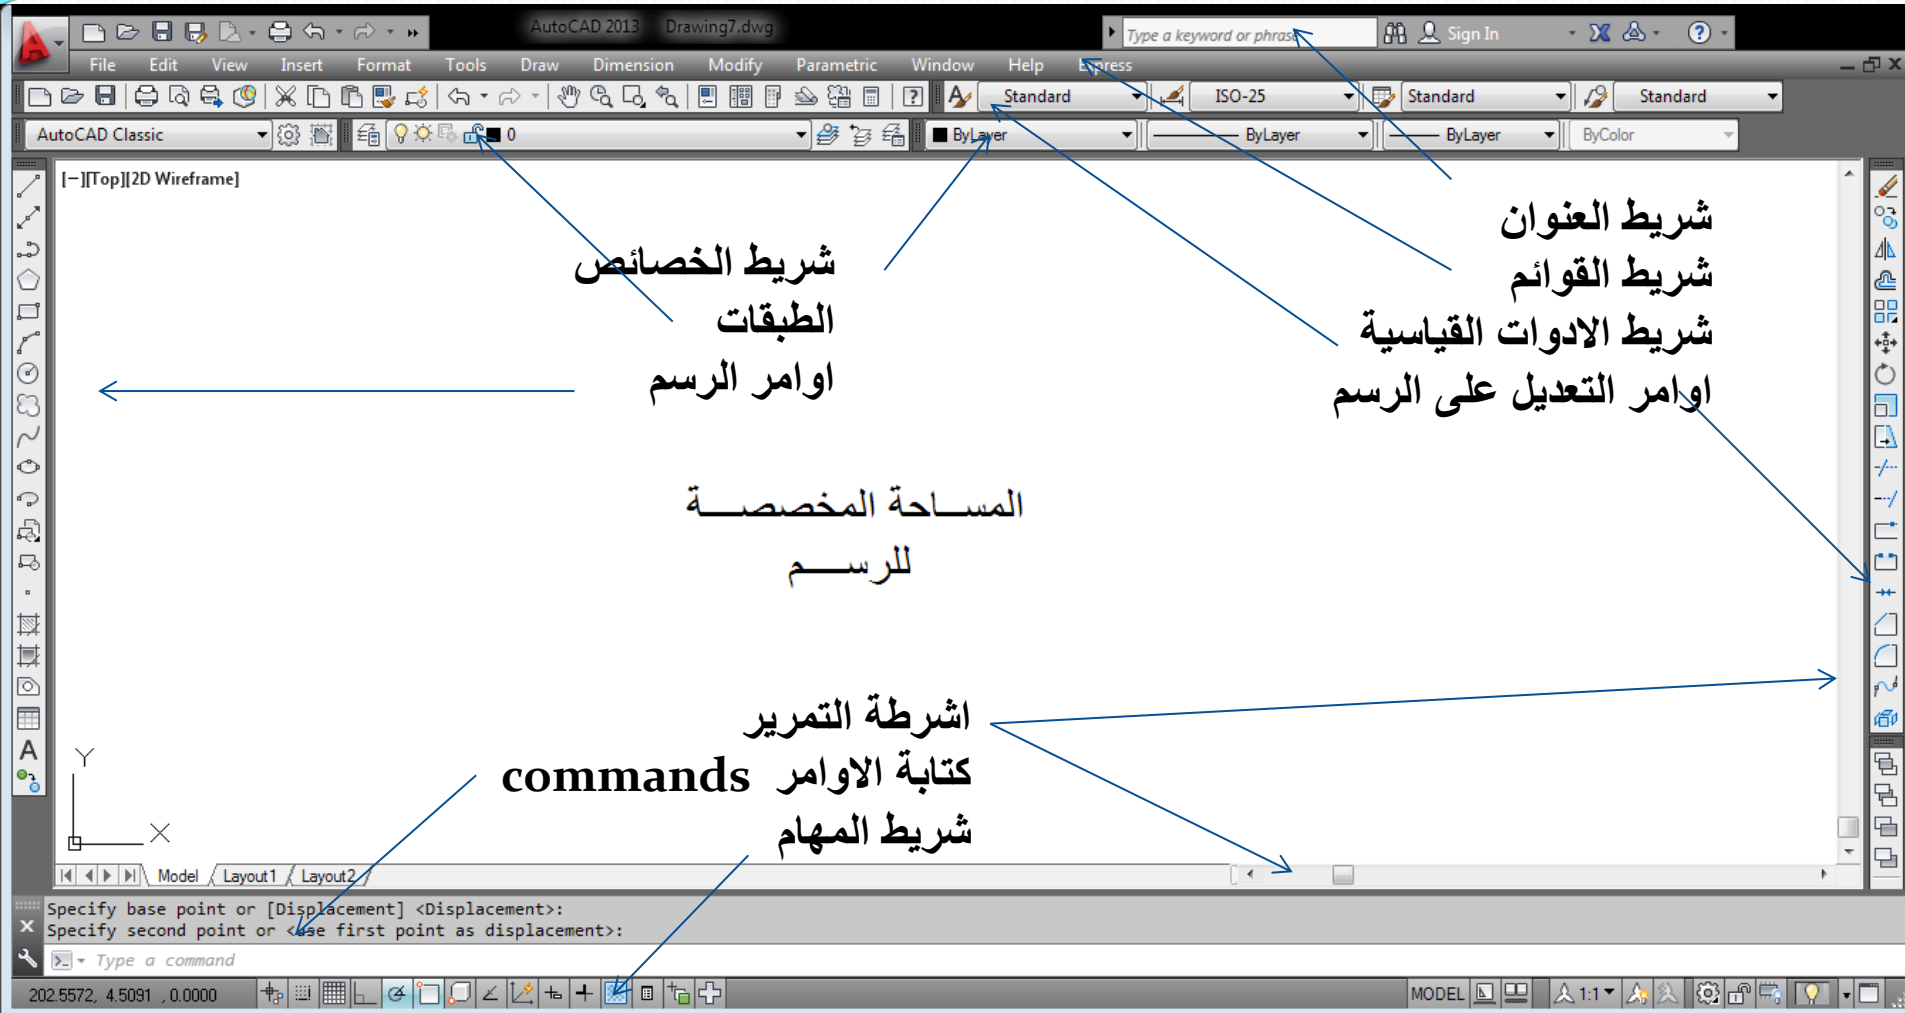 AutoCAD 2013 Drawing7.dwg Type a keyword or phrase Sign In
File Edit View Insert Format Tools Draw Dimension Modify Parametric Window Help Express
Standard ISO-25 Standard Standard
AutoCAD Classic 0 ByLayer ByLayer ByLayer ByColor
[−][Top][2D Wireframe]
شريط العنوان
شريط القوائم
شريط الادوات القياسية
اوامر التعديل على الرسم
شريط الخصائص
الطبقات
اوامر الرسم
المســاحة المخصصــة
للرســم
اشرطة التمرير
كتابة الاوامر commands
شريط المهام
Y
X
Model Layout1 Layout2
Specify base point or [Displacement] <Displacement>:
Specify second point or <use first point as displacement>:
Type a command
202.5572, 4.5091 , 0.0000 MODEL 1:1